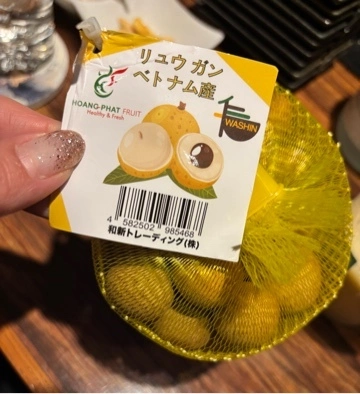 リュウガン
ベトナム産
HOANG-PHAT FRUIT
Healthy & Fresh
WASHIN
4 582502 985468
和新トレーディング(株)